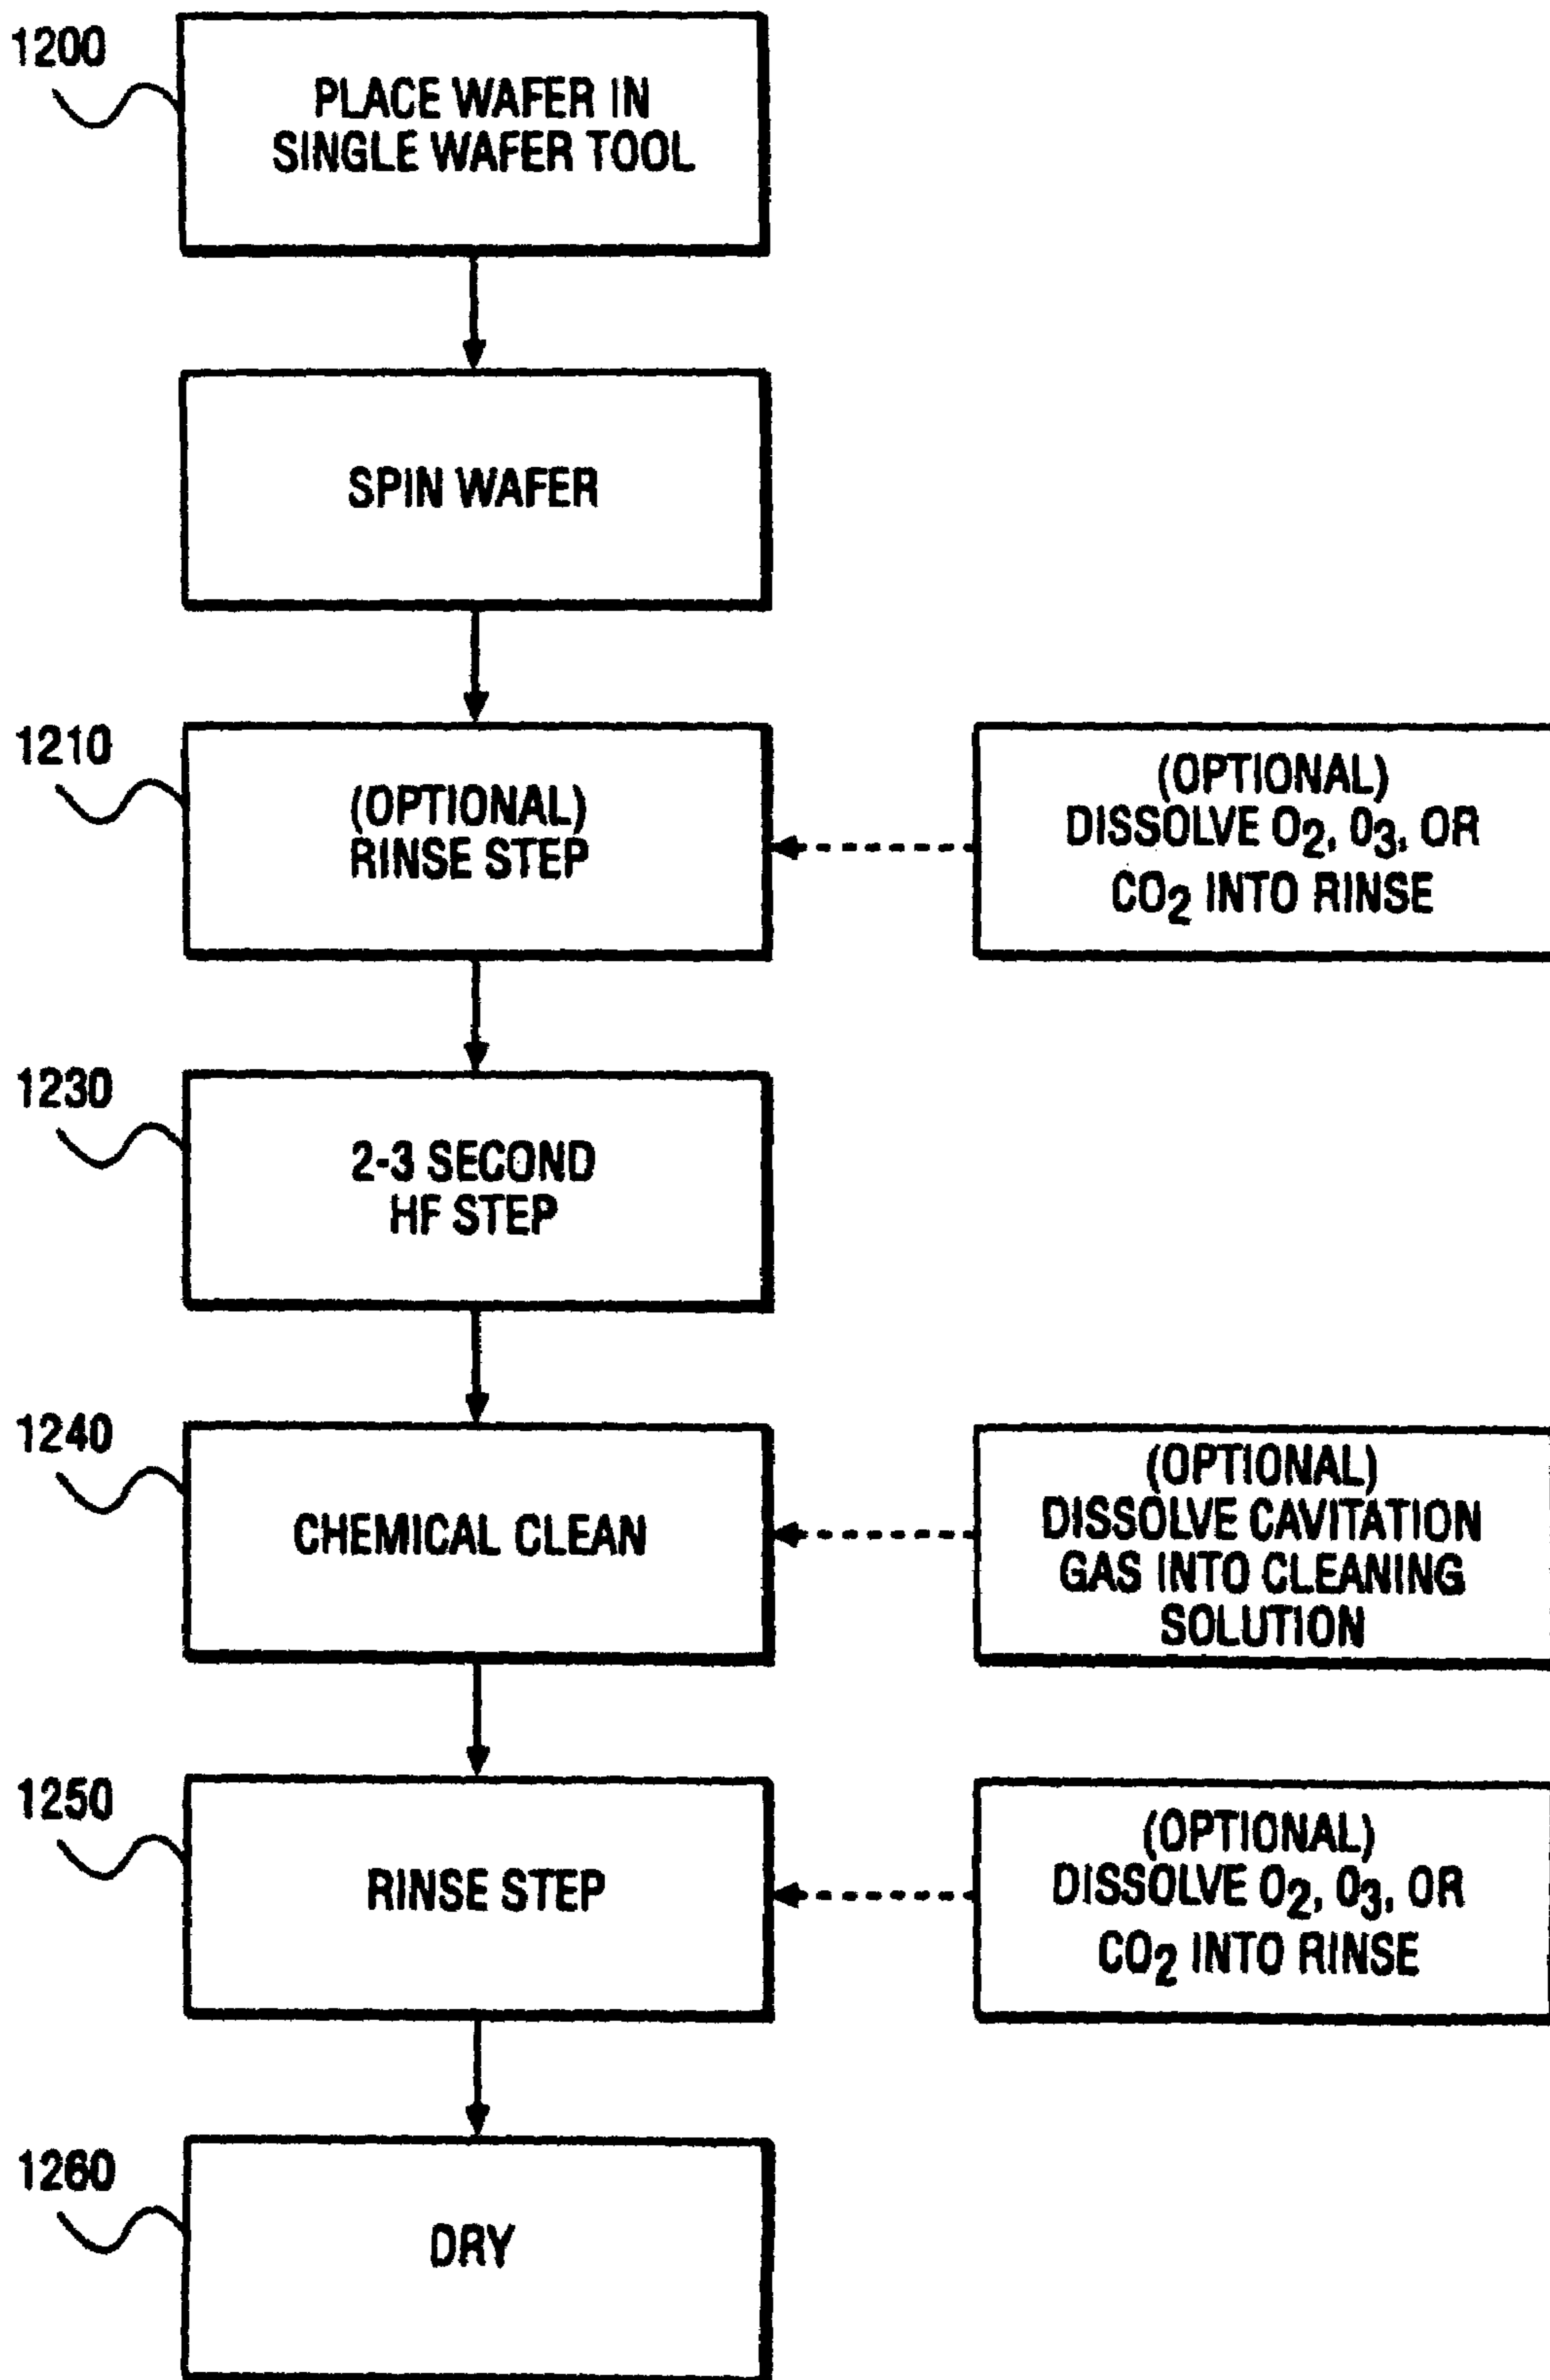 1200
PLACE WAFER IN
SINGLE WAFER TOOL
SPIN WAFER
1210
(OPTIONAL)
RINSE STEP
(OPTIONAL)
DISSOLVE O2, O3, OR
CO2 INTO RINSE
1230
2-3 SECOND
HF STEP
1240
CHEMICAL CLEAN
(OPTIONAL)
DISSOLVE CAVITATION
GAS INTO CLEANING
SOLUTION
1250
RINSE STEP
(OPTIONAL)
DISSOLVE O2, O3, OR
CO2 INTO RINSE
1260
DRY